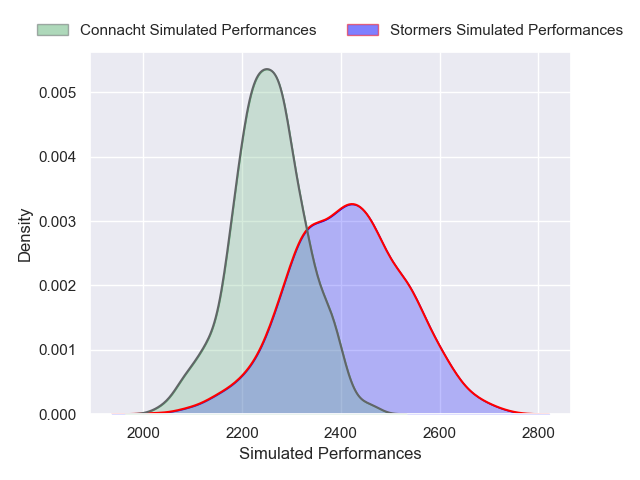 Connacht Simulated Performances Stormers Simulated Performances
0.005
0.004
0.003
0.002
0.001
0.000
Density
2000 2200 2400 2600 2800
Simulated Performances